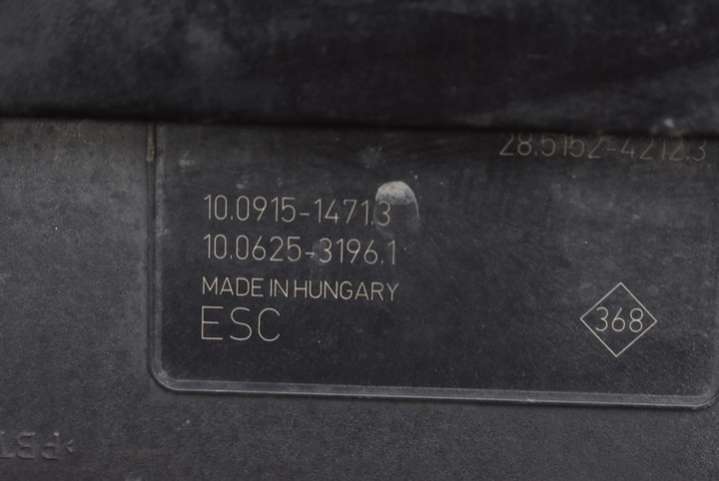 28.5152-4212.3
10.0915-1471.3
10.0625-3196.1
MADE IN HUNGARY
ESC
368